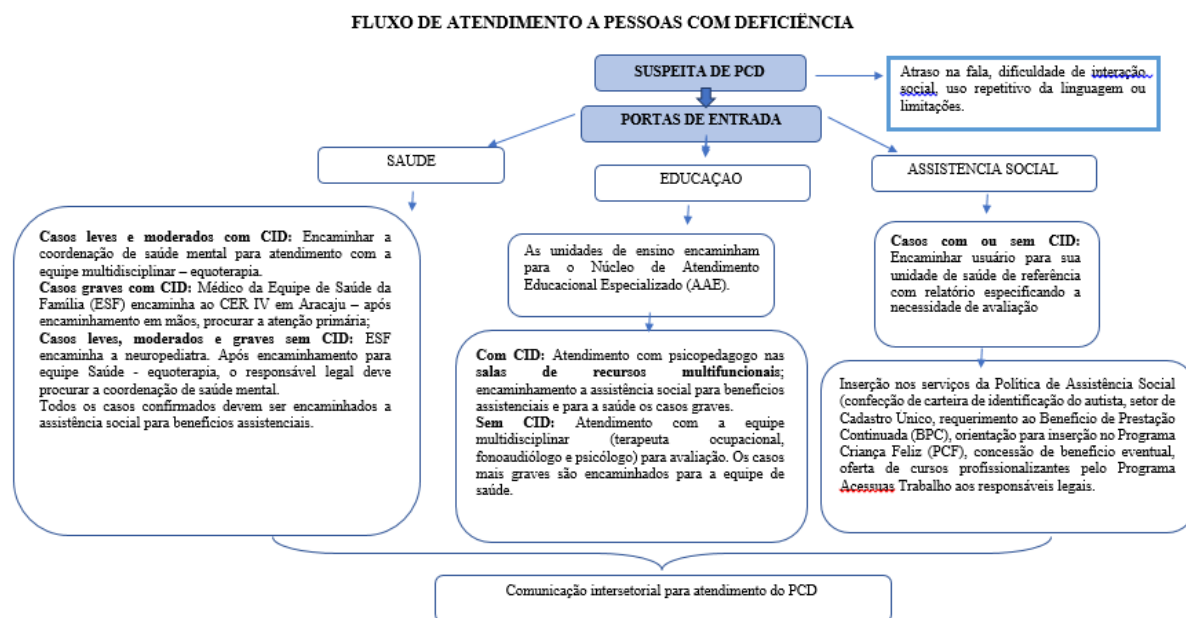 FLUXO DE ATENDIMENTO A PESSOAS COM DEFICIÊNCIA
SUSPEITA DE PCD
Atraso na fala, dificuldade de interação
social, uso repetitivo da linguagem ou
limitações.
PORTAS DE ENTRADA
SAUDE
EDUCAÇAO
ASSISTENCIA SOCIAL
Casos leves e moderados com CID: Encaminhar a
coordenação de saúde mental para atendimento com a
equipe multidisciplinar – equoterapia.
Casos graves com CID: Médico da Equipe de Saúde da
Família (ESF) encaminha ao CER IV em Aracaju – após
encaminhamento em mãos, procurar a atenção primária;
Casos leves, moderados e graves sem CID: ESF
encaminha a neuropediatra. Após encaminhamento para
equipe Saúde - equoterapia, o responsável legal deve
procurar a coordenação de saúde mental.
Todos os casos confirmados devem ser encaminhados a
assistência social para benefícios assistenciais.
As unidades de ensino encaminham
para o Núcleo de Atendimento
Educacional Especializado (AAE).
Com CID: Atendimento com psicopedagogo nas
salas de recursos multifuncionais;
encaminhamento a assistência social para benefícios
assistenciais e para a saúde os casos graves.
Sem CID: Atendimento com a equipe
multidisciplinar (terapeuta ocupacional,
fonoaudiólogo e psicólogo) para avaliação. Os casos
mais graves são encaminhados para a equipe de
saúde.
Casos com ou sem CID:
Encaminhar usuário para sua
unidade de saúde de referência
com relatório especificando a
necessidade de avaliação
Inserção nos serviços da Política de Assistência Social
(confecção de carteira de identificação do autista, setor de
Cadastro Único, requerimento ao Benefício de Prestação
Continuada (BPC), orientação para inserção no Programa
Criança Feliz (PCF), concessão de benefício eventual,
oferta de cursos profissionalizantes pelo Programa
Acessuas Trabalho aos responsáveis legais.
Comunicação intersetorial para atendimento do PCD